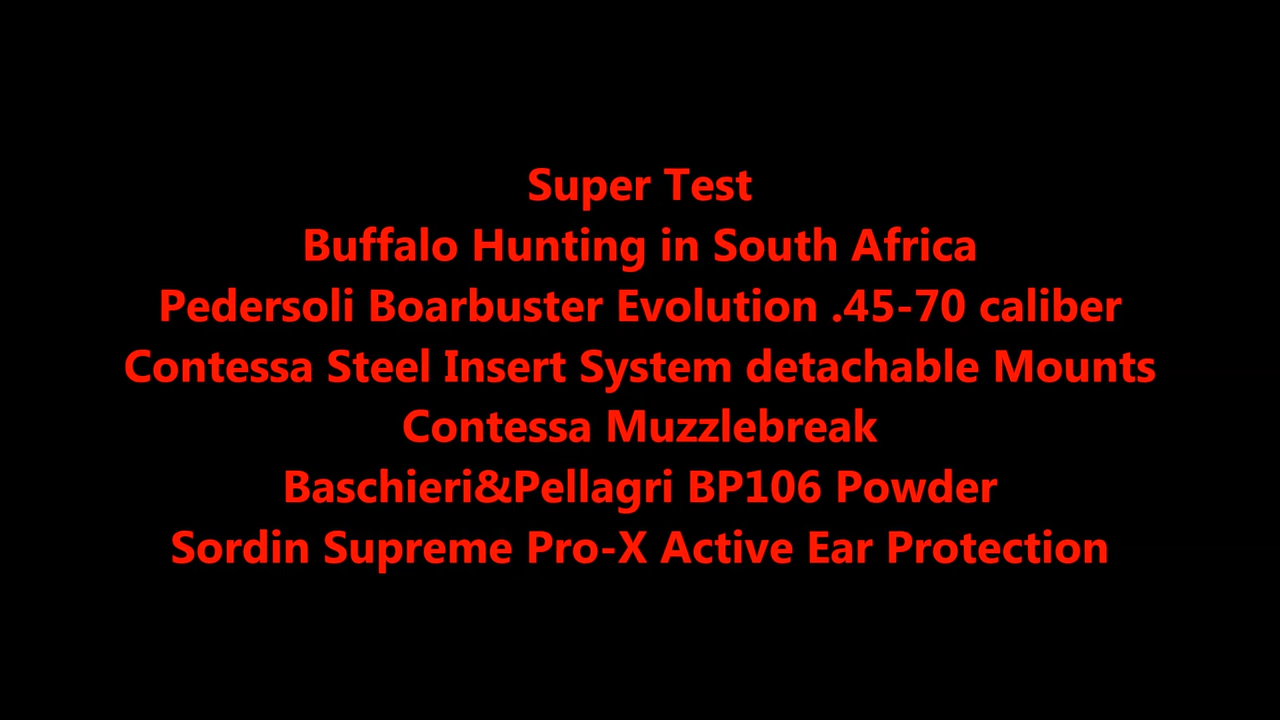 Super Test
Buffalo Hunting in South Africa
Pedersoli Boarbuster Evolution .45-70 caliber
Contessa Steel Insert System detachable Mounts
Contessa Muzzlebreak
Baschieri&Pellagri BP106 Powder
Sordin Supreme Pro-X Active Ear Protection